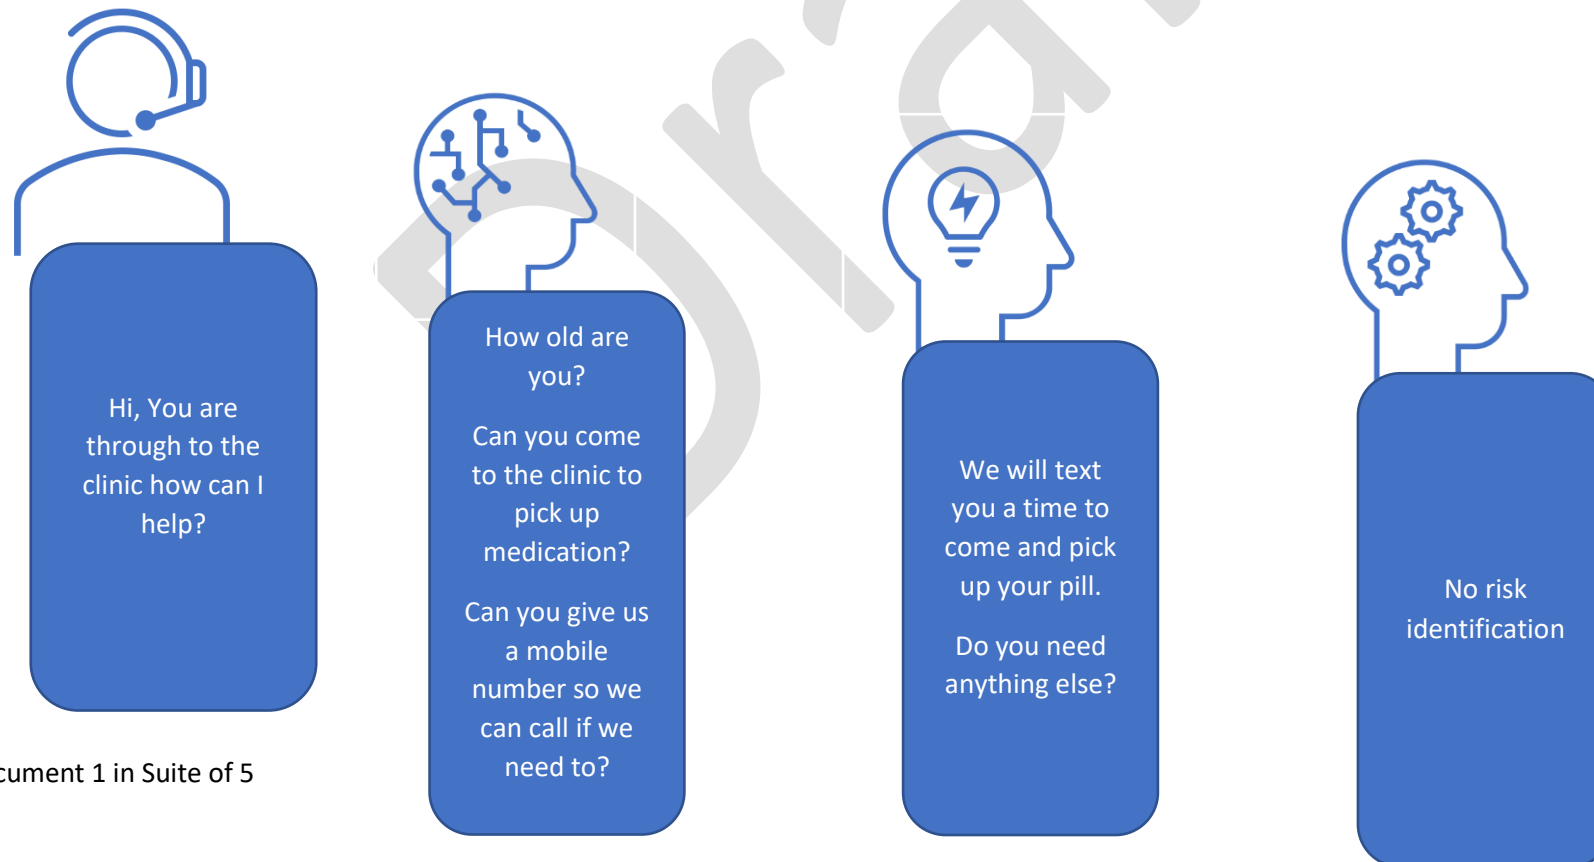 Hi, You are
through to the
clinic how can I
help?
How old are
you?
Can you come
to the clinic to
pick up
medication?
Can you give us
a mobile
number so we
can call if we
need to?
We will text
you a time to
come and pick
up your pill.
Do you need
anything else?
No risk
identification
cument 1 in Suite of 5